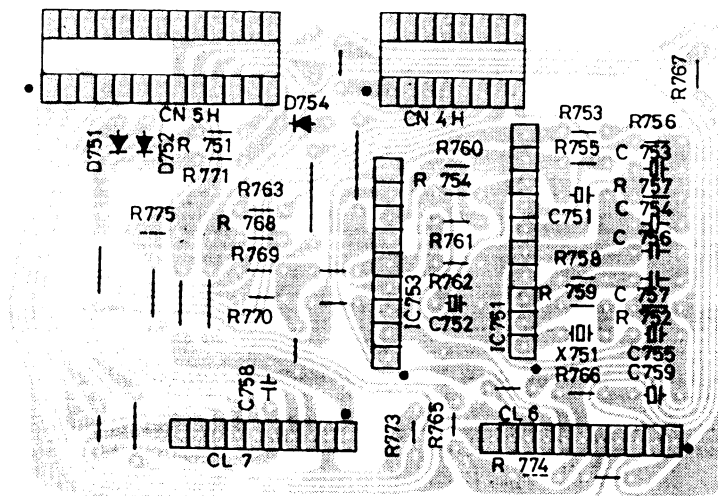 R767
D754
CN 5H
CN 4H
R753
R756
D751
D752
R 751
R760
R755
C 753
R771
R 754
R 757
R763
C 754
R775
C751
R 768
R761
C 756
R769
R758
R762
IC753
R 759
C 757
R770
C752
IC751
R 752
X751
C755
C758
R766
C759
CL 6
R773
R765
CL 7
R 774